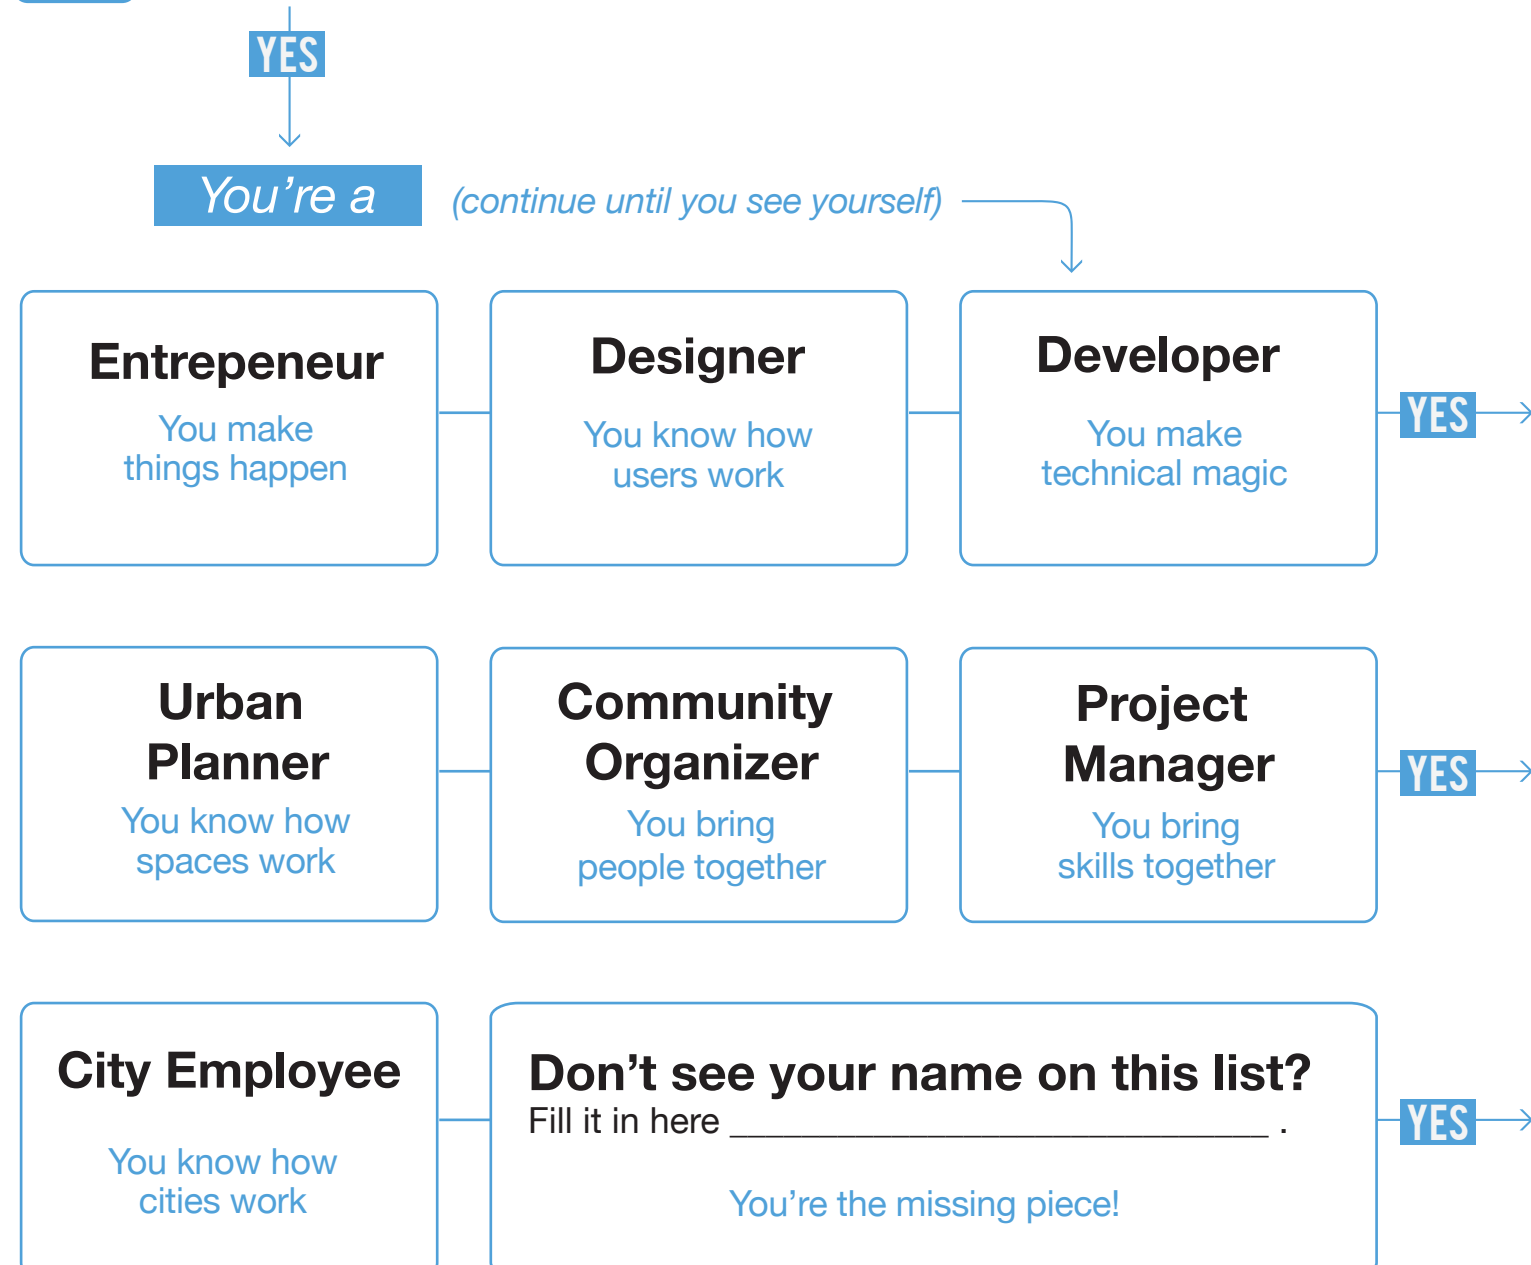 YES
You're a
(continue until you see yourself)
Entrepeneur
You make
things happen
Designer
You know how
users work
Developer
You make
technical magic
YES
Urban
Planner
You know how
spaces work
Community
Organizer
You bring
people together
Project
Manager
You bring
skills together
YES
City Employee
You know how
cities work
Don't see your name on this list?
Fill it in here ____________________________ .
You're the missing piece!
YES